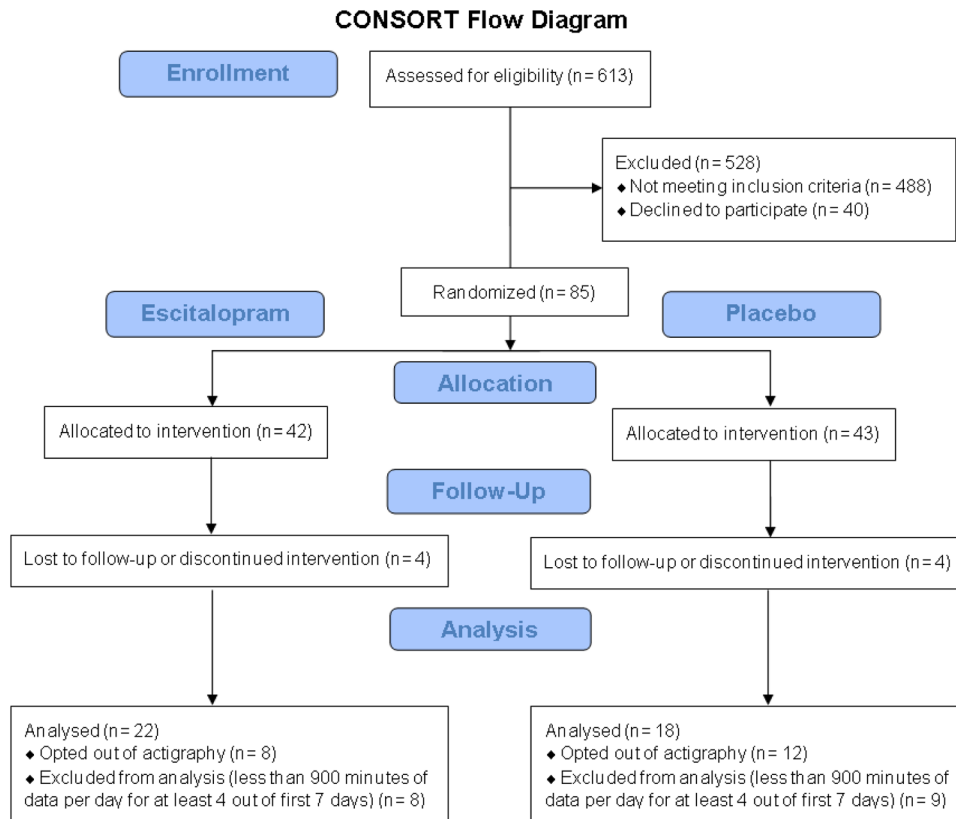 CONSORT Flow Diagram
Enrollment
Assessed for eligibility (n = 613)
Excluded (n = 528)
◆ Not meeting inclusion criteria (n = 488)
◆ Declined to participate (n = 40)
Randomized (n = 85)
Escitalopram
Placebo
Allocation
Allocated to intervention (n = 42)
Allocated to intervention (n = 43)
Follow-Up
Lost to follow-up or discontinued intervention (n = 4)
Lost to follow-up or discontinued intervention (n = 4)
Analysis
Analysed (n = 22)
◆ Opted out of actigraphy (n = 8)
◆ Excluded from analysis (less than 900 minutes of
data per day for at least 4 out of first 7 days) (n = 8)
Analysed (n = 18)
◆ Opted out of actigraphy (n = 12)
◆ Excluded from analysis (less than 900 minutes of
data per day for at least 4 out of first 7 days) (n = 9)